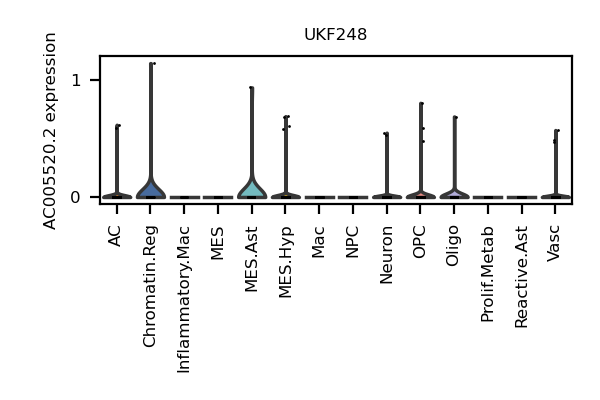 UKF248
AC005520.2 expression
1
0
AC
Chromatin.Reg
Inflammatory.Mac
MES
MES.Ast
MES.Hyp
Mac
NPC
Neuron
OPC
Oligo
Prolif.Metab
Reactive.Ast
Vasc